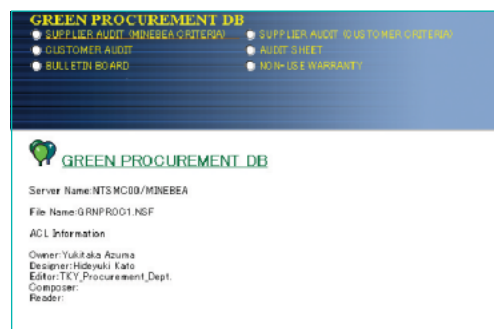 GREEN PROCUREMENT DB
SUPPLIER AUDIT (MINEBEA CRITERIA) SUPPLIER AUDIT (CUSTOMER CRITERIA)
CUSTOMER AUDIT AUDIT SHEET
BULLETIN BOARD NON-USE WARRANTY
GREEN PROCUREMENT DB
Server Name:NTSMC00/MINEBEA
File Name:GRNPROC1.NSF
ACL Information
Owner:Yukitaka Azuma
Designer:Hideyuki Kato
Editor:TKY_Procurement_Dept.
Composer:
Reader: